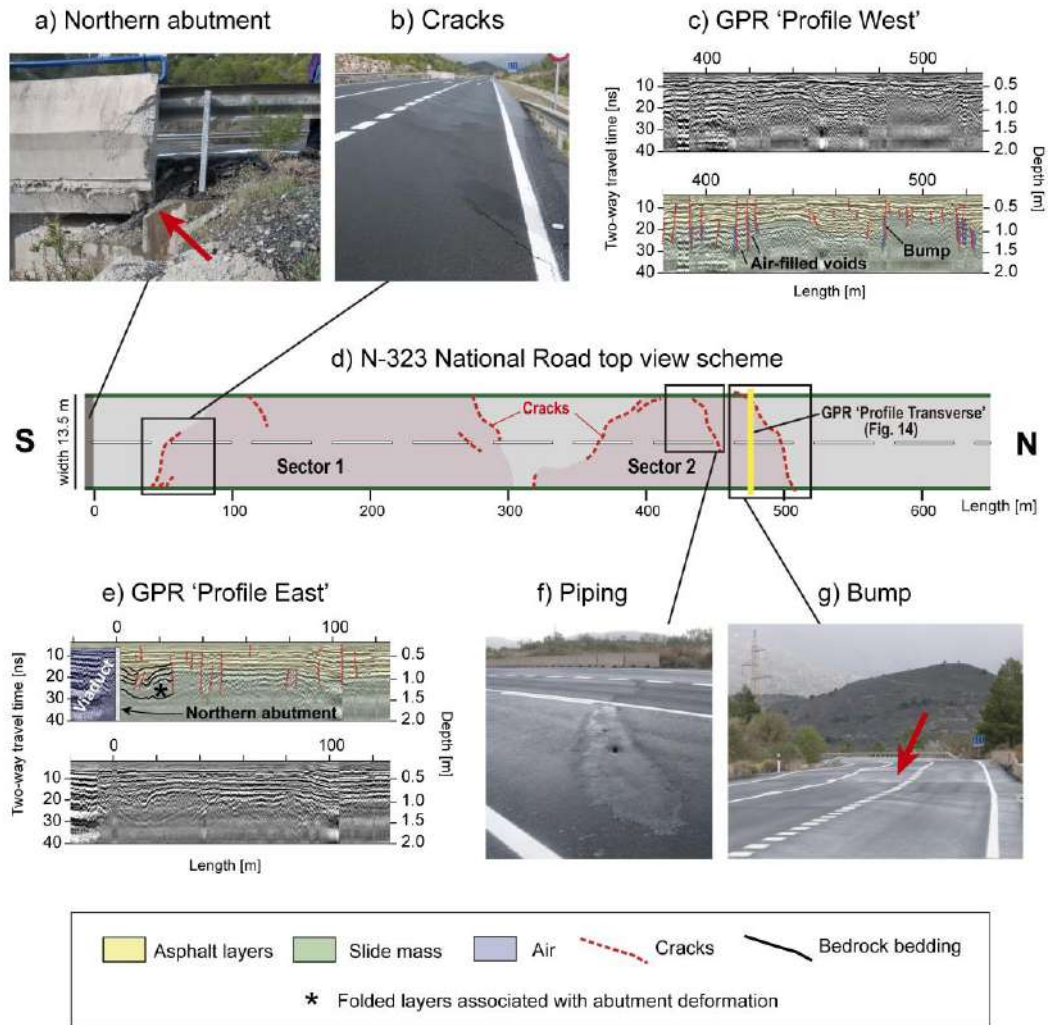 a) Northern abutment
b) Cracks
c) GPR 'Profile West'
400 500
Two-way travel time [ns]
10
20
30
40
0.5
1.0
1.5
2.0
Depth [m]
400 500
10
20
30
40
0.5
1.0
1.5
2.0
Bump
Air-filled voids
Length [m]
d) N-323 National Road top view scheme
width 13.5 m
S
Cracks
GPR 'Profile Transverse'
(Fig. 14)
N
Sector 1
Sector 2
0 100 200 300 400 500 600 Length [m]
e) GPR 'Profile East'
0 100
Two-way travel time [ns]
10
20
30
40
Viaduct
*
Northern abutment
0.5
1.0
1.5
2.0
Depth [m]
0 100
10
20
30
40
0.5
1.0
1.5
2.0
Length [m]
f) Piping
g) Bump
Asphalt layers
Slide mass
Air
Cracks
Bedrock bedding
* Folded layers associated with abutment deformation